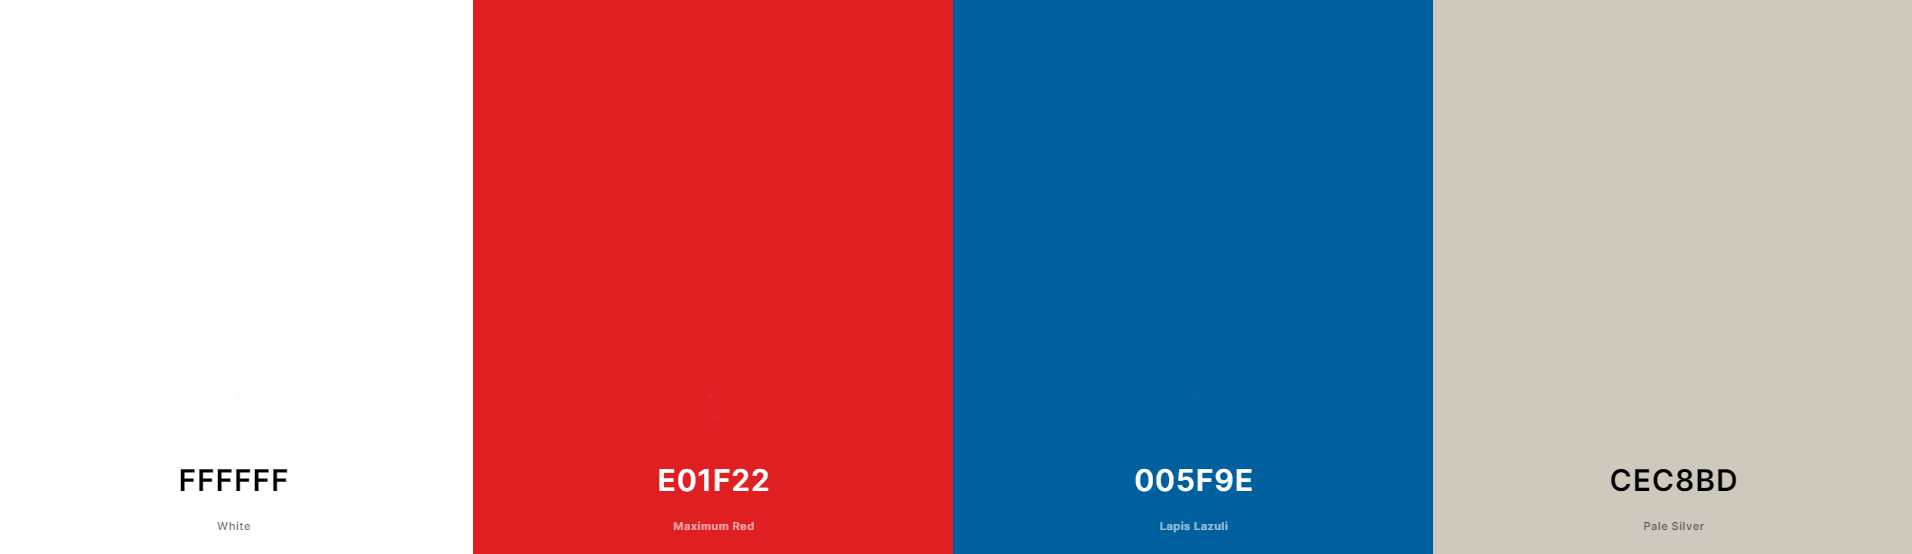 FFFFFF
White
E01F22
Maximum Red
005F9E
Lapis Lazuli
CEC8BD
Pale Silver